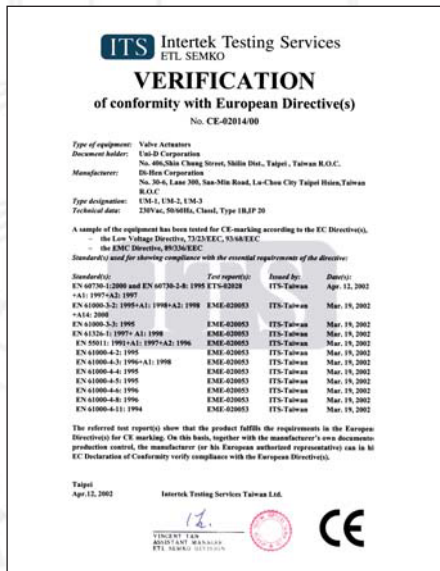 ITS Intertek Testing Services
ETL SEMKO
VERIFICATION
of conformity with European Directive(s)
No. CE-02014/00
Type of equipment: Valve Actuators
Document holder: Uni-D Corporation
No. 406,Shin Chung Street, Shilin Dist., Taipei , Taiwan R.O.C.
Manufacturer: Di-Hen Corporation
No. 30-6, Lane 300, San-Min Road, Lu-Chou City Taipei Hsien,Taiwan
R.O.C
Type designation: UM-1, UM-2, UM-3
Technical data: 230Vac, 50/60Hz, ClassI, Type 1B,IP 20
A sample of the equipment has been tested for CE-marking according to the EC Directive(s),
– the Low Voltage Directive, 73/23/EEC, 93/68/EEC
– the EMC Directive, 89/336/EEC
Standard(s) used for showing compliance with the essential requirements of the directive:
Standard(s): Test report(s): Issued by: Date(s):
EN 60730-1:2000 and EN 60730-2-8: 1995 ETS-02028 ITS-Taiwan Apr. 12, 2002
+A1: 1997+A2: 1997
EN 61000-3-2: 1995+A1: 1998+A2: 1998 EME-020053 ITS-Taiwan Mar. 19, 2002
+A14: 2000
EN 61000-3-3: 1995 EME-020053 ITS-Taiwan Mar. 19, 2002
EN 61326-1: 1997+ A1: 1998 EME-020053 ITS-Taiwan Mar. 19, 2002
EN 55011: 1991+A1: 1997+A2: 1996 EME-020053 ITS-Taiwan Mar. 19, 2002
EN 61000-4-2: 1995 EME-020053 ITS-Taiwan Mar. 19, 2002
EN 61000-4-3: 1996+A1: 1998 EME-020053 ITS-Taiwan Mar. 19, 2002
EN 61000-4-4: 1995 EME-020053 ITS-Taiwan Mar. 19, 2002
EN 61000-4-5: 1995 EME-020053 ITS-Taiwan Mar. 19, 2002
EN 61000-4-6: 1996 EME-020053 ITS-Taiwan Mar. 19, 2002
EN 61000-4-8: 1996 EME-020053 ITS-Taiwan Mar. 19, 2002
EN 61000-4-11: 1994 EME-020053 ITS-Taiwan Mar. 19, 2002
The referred test report(s) show that the product fulfills the requirements in the Europea
Directive(s) for CE marking. On this basis, together with the manufacturer's own documento
production control, the manufacturer (or his European authorized representative) can in hi
EC Declaration of Conformity verify compliance with the European Directive(s).
Taipei
Apr.12, 2002 Intertek Testing Services Taiwan Ltd.
VINCENT TAN
ASSISTANT MANAGER
ETL SEMKO DIVISION
CE